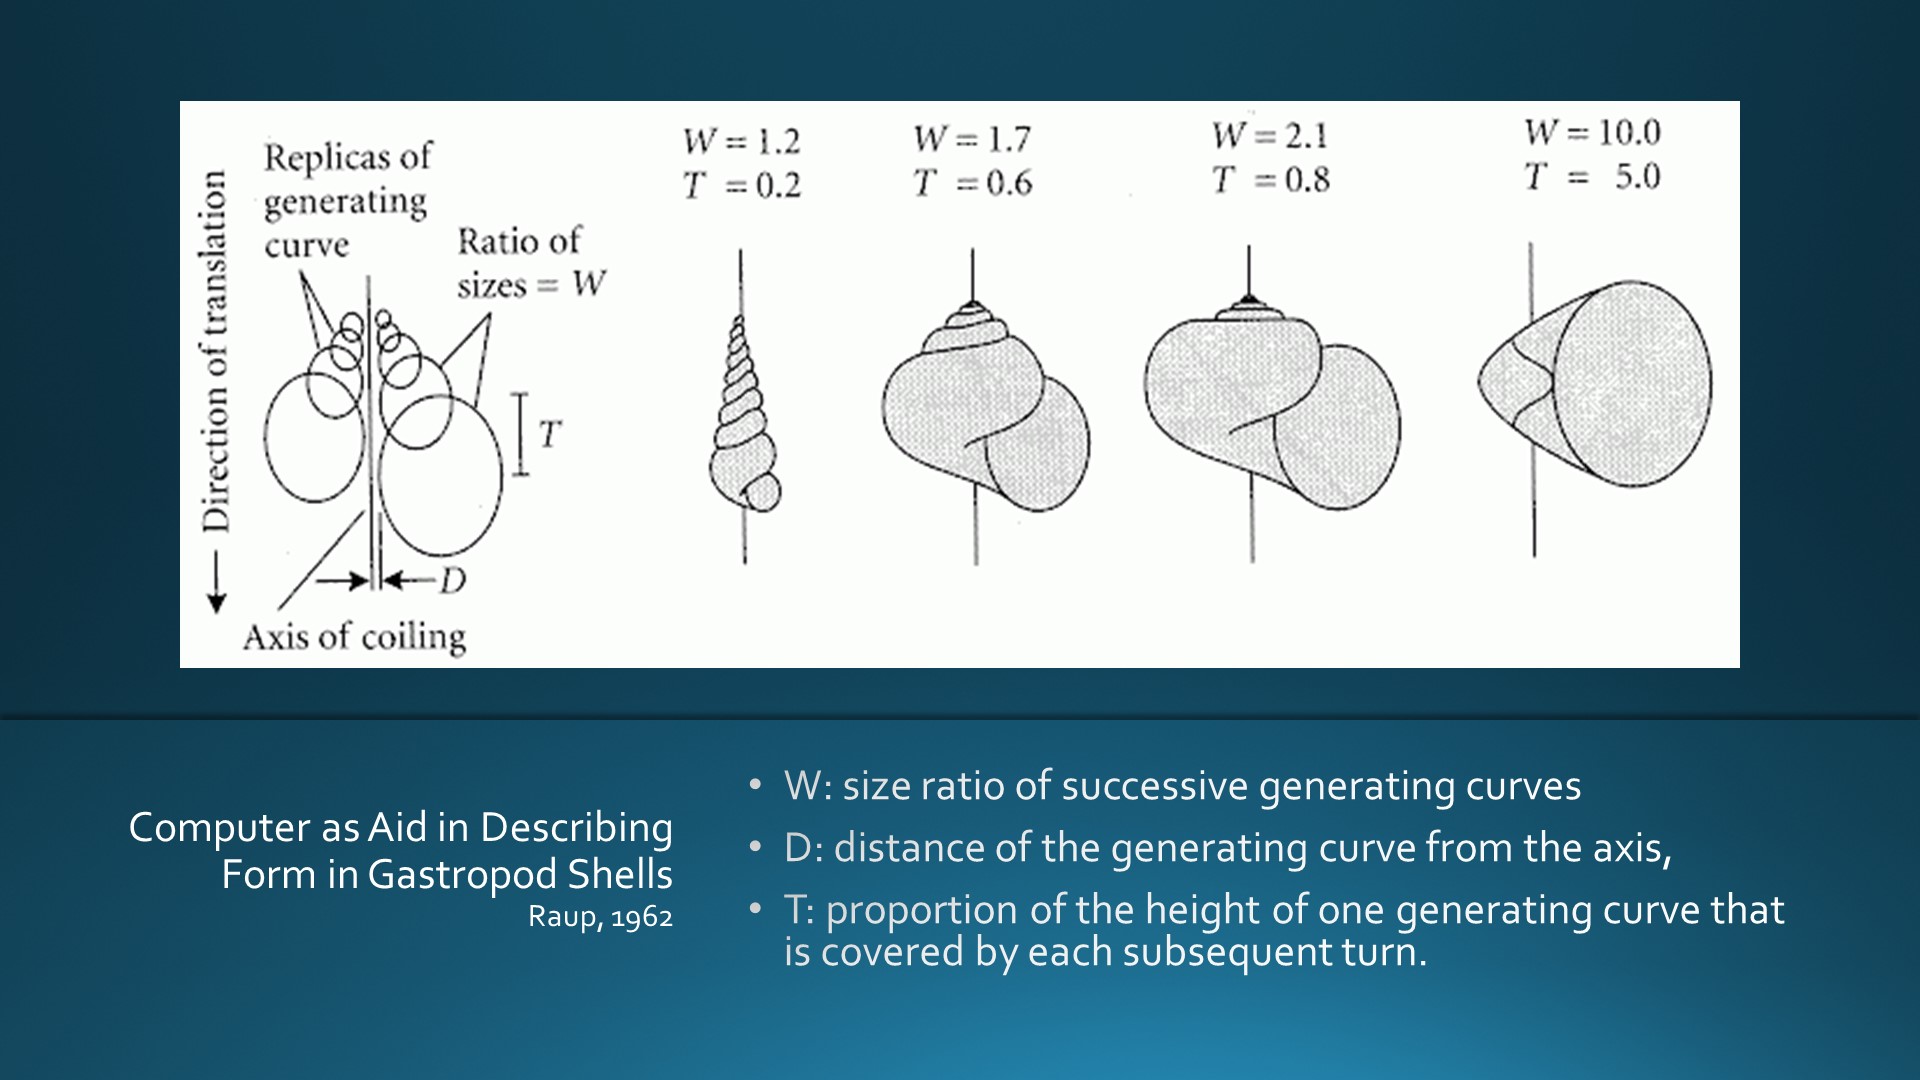 Direction of translation
Replicas of
generating
curve
Ratio of
sizes = W
T
D
Axis of coiling
W = 1.2
T = 0.2
W = 1.7
T = 0.6
W = 2.1
T = 0.8
W = 10.0
T = 5.0
Computer as Aid in Describing
Form in Gastropod Shells
Raup, 1962
• W: size ratio of successive generating curves
• D: distance of the generating curve from the axis,
• T: proportion of the height of one generating curve that
is covered by each subsequent turn.